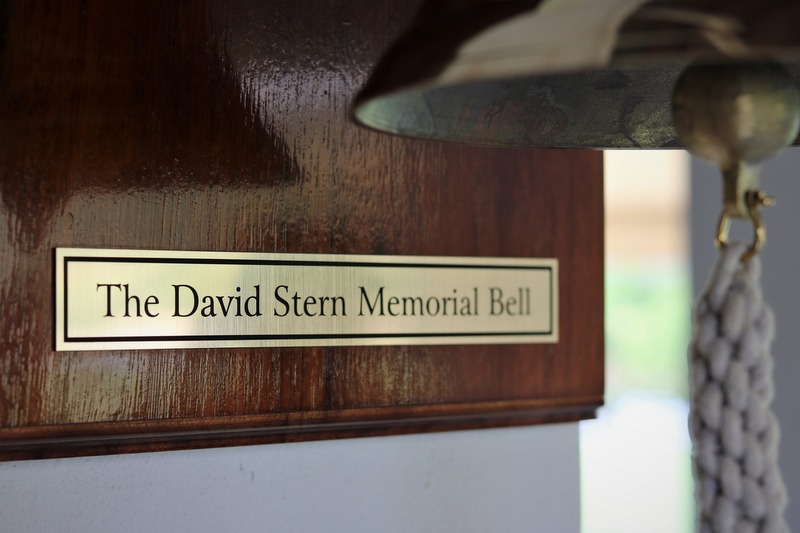 The David Stern Memorial Bell